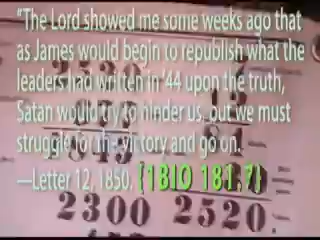 "The Lord showed me some weeks ago that
as James would begin to republish what the
leaders had written in '44 upon the truth,
Satan would try to hinder us, but we must
struggle for the victory and go on.
—Letter 12, 1850. {1BIO 181.7}
2300 2520